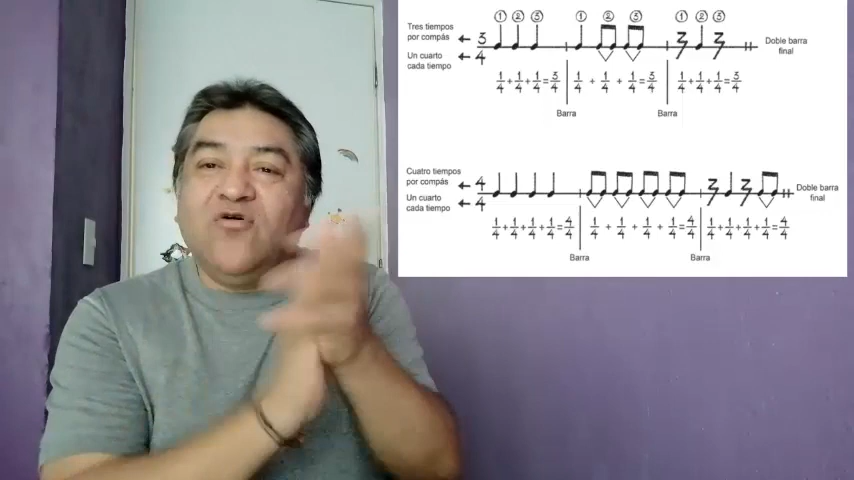 ① ② ③ ① ② ③ ① ② ③
Tres tiempos
por compás
3
4
Un cuarto
cada tiempo
Doble barra
final
1/4+1/4+1/4=3/4 1/4 + 1/4 + 1/4=3/4 1/4+1/4+1/4=3/4
Barra Barra
Cuatro tiempos
por compás
4
4
Un cuarto
cada tiempo
Doble barra
final
1/4+1/4+1/4+1/4=4/4 1/4 + 1/4 + 1/4 + 1/4=4/4 1/4+1/4+1/4+1/4=4/4
Barra Barra